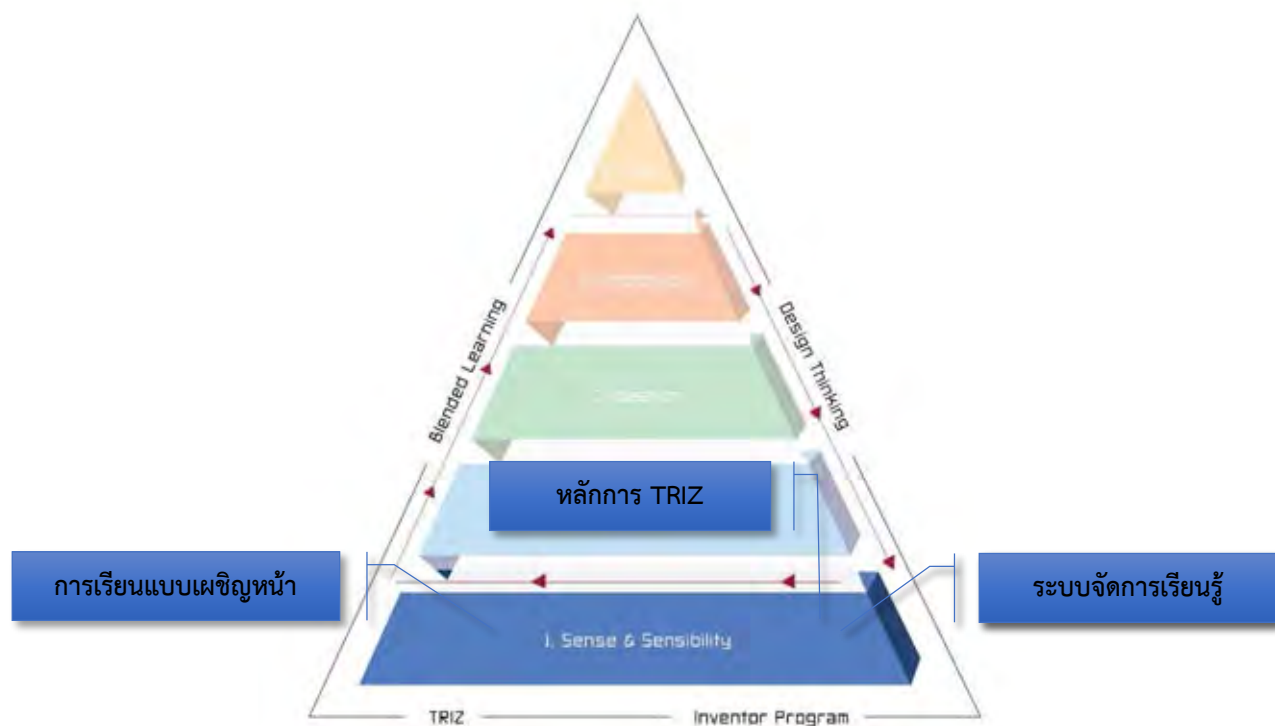 Blended Learning
Design Thinking
หลักการ TRIZ
การเรียนแบบเผชิญหน้า
ระบบจัดการเรียนรู้
1. Sense & Sensibility
TRIZ
Inventor Program